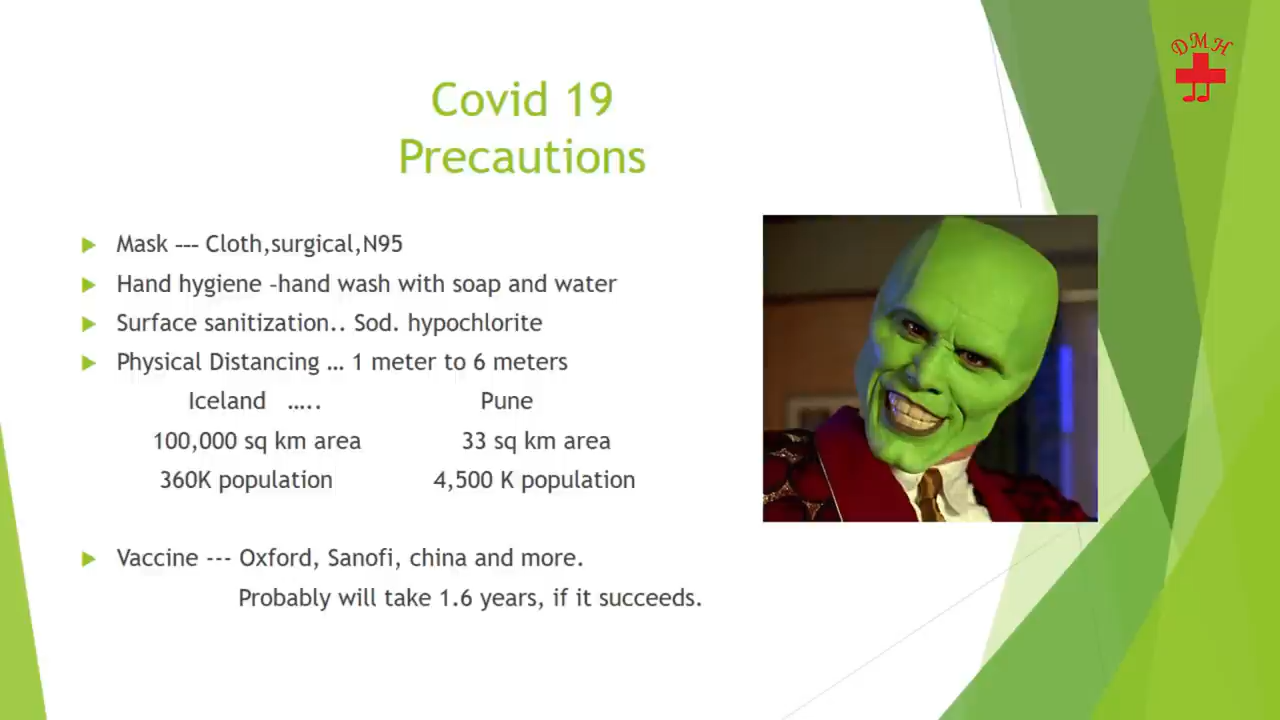 DMH
Covid 19
Precautions
Mask --- Cloth,surgical,N95
Hand hygiene -hand wash with soap and water
Surface sanitization.. Sod. hypochlorite
Physical Distancing … 1 meter to 6 meters
Iceland ….. Pune
100,000 sq km area 33 sq km area
360K population 4,500 K population
Vaccine --- Oxford, Sanofi, china and more.
Probably will take 1.6 years, if it succeeds.